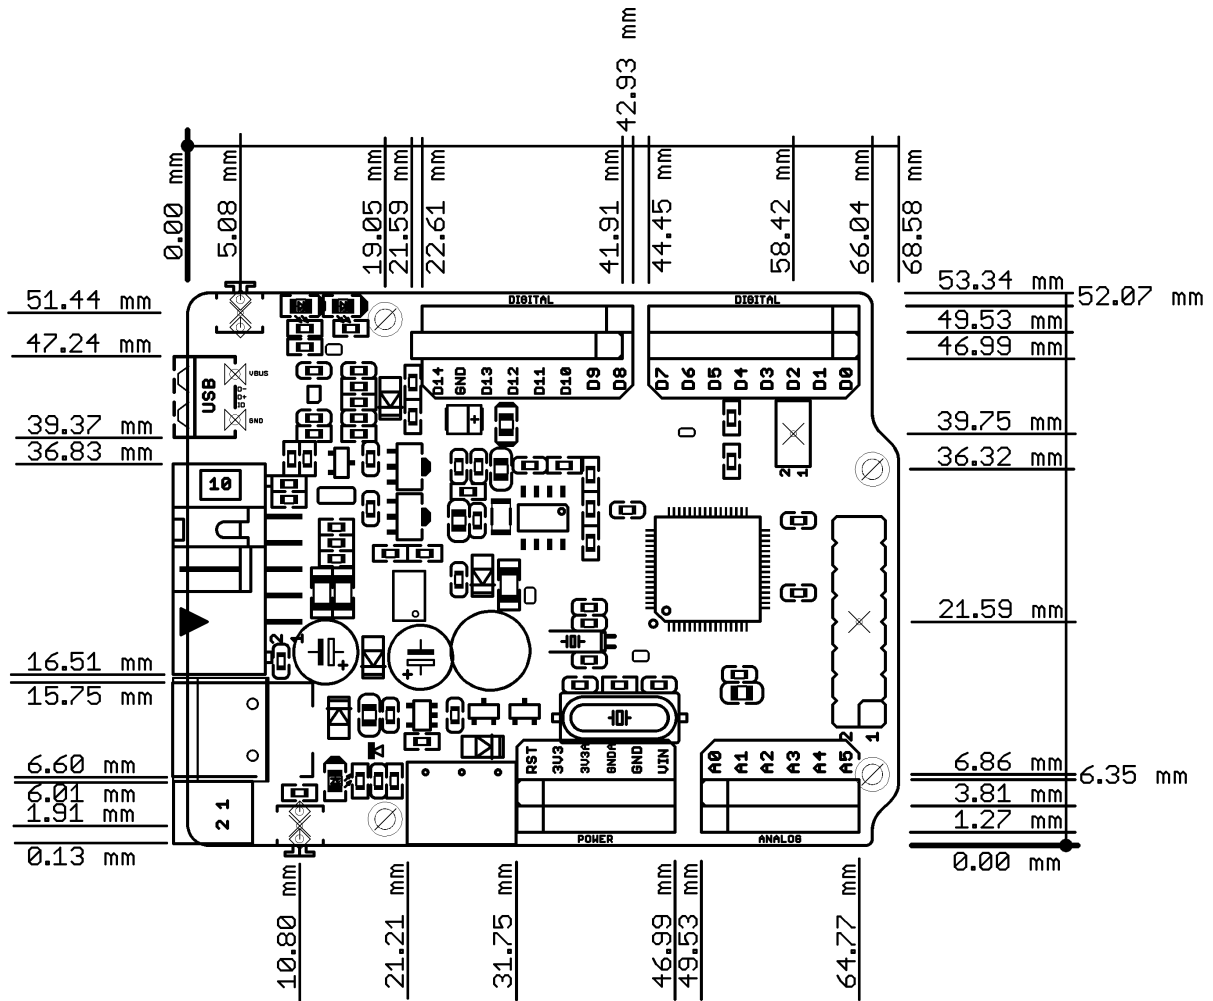 42.93 mm
0.00 mm
5.08 mm
19.05 mm
21.59 mm
22.61 mm
41.91 mm
44.45 mm
58.42 mm
66.04 mm
68.58 mm
51.44 mm
47.24 mm
39.37 mm
36.83 mm
16.51 mm
15.75 mm
6.60 mm
6.01 mm
1.91 mm
0.13 mm
53.34 mm
52.07 mm
49.53 mm
46.99 mm
39.75 mm
36.32 mm
21.59 mm
6.86 mm
6.35 mm
3.81 mm
1.27 mm
0.00 mm
DIGITAL
DIGITAL
D14 GND D13 D12 D11 D10 D9 D8
D7 D6 D5 D4 D3 D2 D1 D0
USB
VBUS
D-
D+
ID
GND
10
2 1
2 1
2 1
2 1
RST 3V3 3V3A GNDA GND VIN
A0 A1 A2 A3 A4 A5
POWER
ANALOG
10.80 mm
21.21 mm
31.75 mm
46.99 mm
49.53 mm
64.77 mm